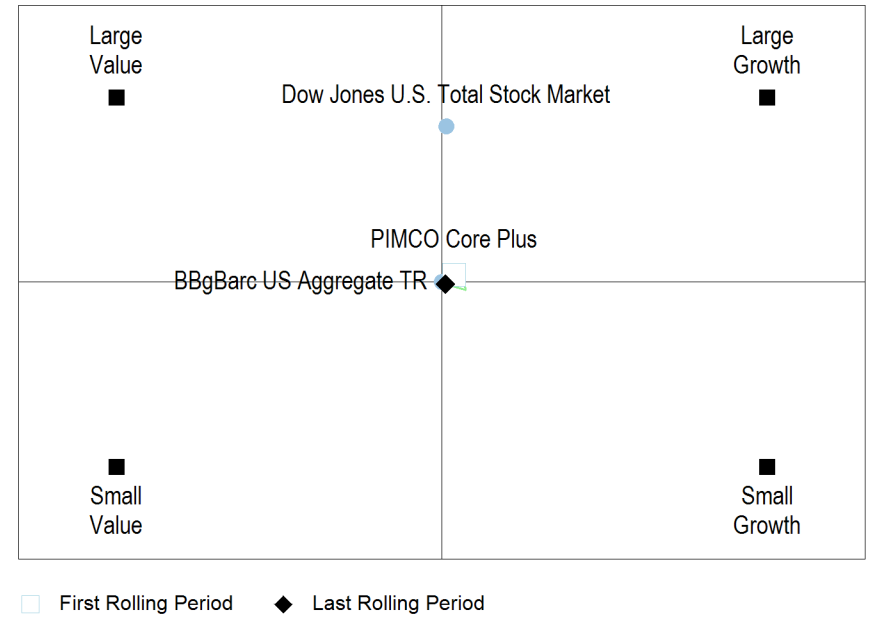 Large
Value
Large
Growth
Dow Jones U.S. Total Stock Market
PIMCO Core Plus
BBgBarc US Aggregate TR
Small
Value
Small
Growth
First Rolling Period
Last Rolling Period